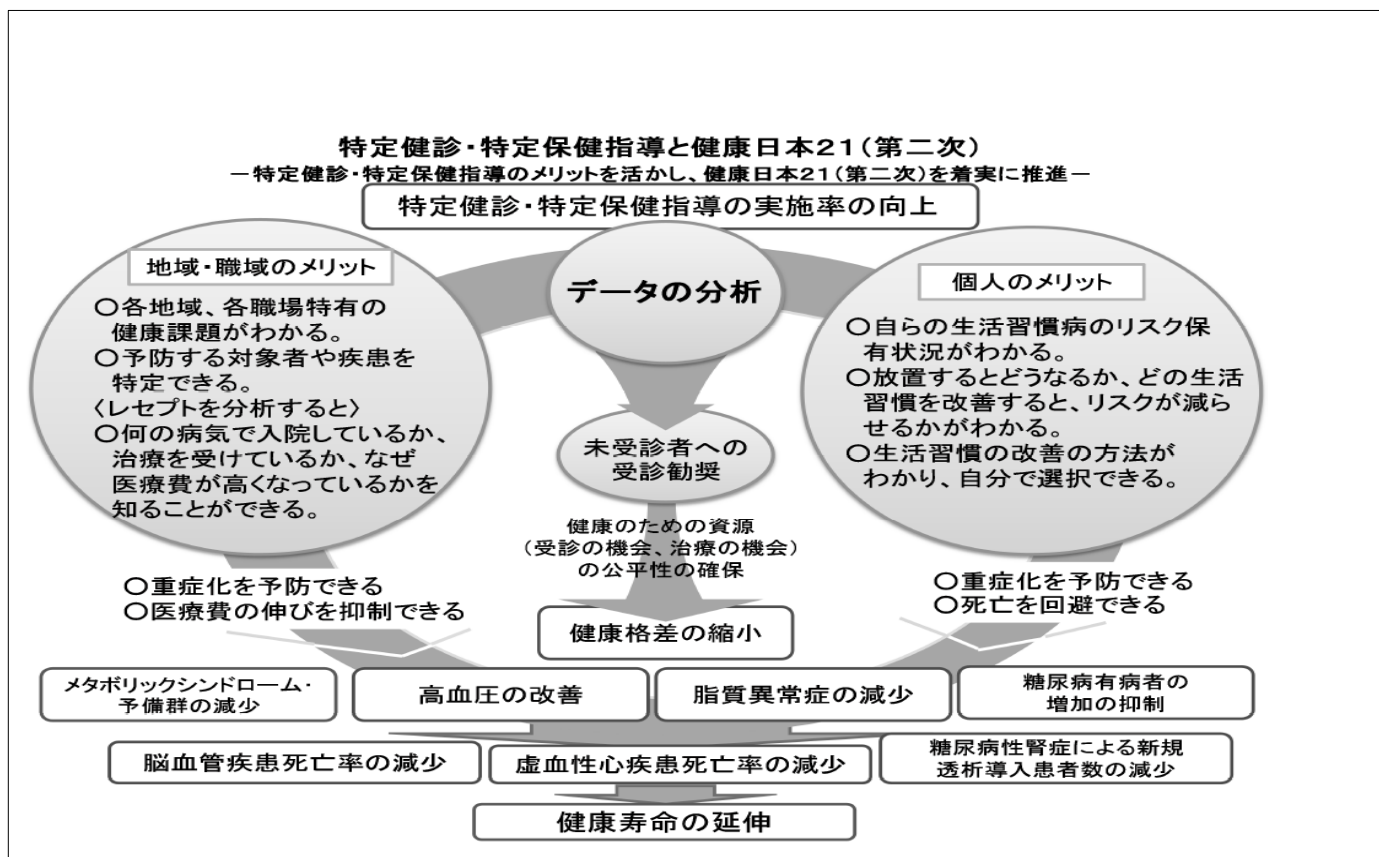 特定健診・特定保健指導と健康日本21（第二次）
－特定健診・特定保健指導のメリットを活かし、健康日本21（第二次）を着実に推進－
特定健診・特定保健指導の実施率の向上
地域・職域のメリット
○各地域、各職場特有の
健康課題がわかる。
○予防する対象者や疾患を
特定できる。
〈レセプトを分析すると〉
○何の病気で入院しているか、
治療を受けているか、なぜ
医療費が高くなっているかを
知ることができる。
データの分析
個人のメリット
○自らの生活習慣病のリスク保
有状況がわかる。
○放置するとどうなるか、どの生活
習慣を改善すると、リスクが減ら
せるかがわかる。
○生活習慣の改善の方法が
わかり、自分で選択できる。
未受診者への
受診勧奨
健康のための資源
（受診の機会、治療の機会）
の公平性の確保
○重症化を予防できる
○医療費の伸びを抑制できる
○重症化を予防できる
○死亡を回避できる
健康格差の縮小
メタボリックシンドローム・
予備群の減少
高血圧の改善
脂質異常症の減少
糖尿病有病者の
増加の抑制
脳血管疾患死亡率の減少
虚血性心疾患死亡率の減少
糖尿病性腎症による新規
透析導入患者数の減少
健康寿命の延伸